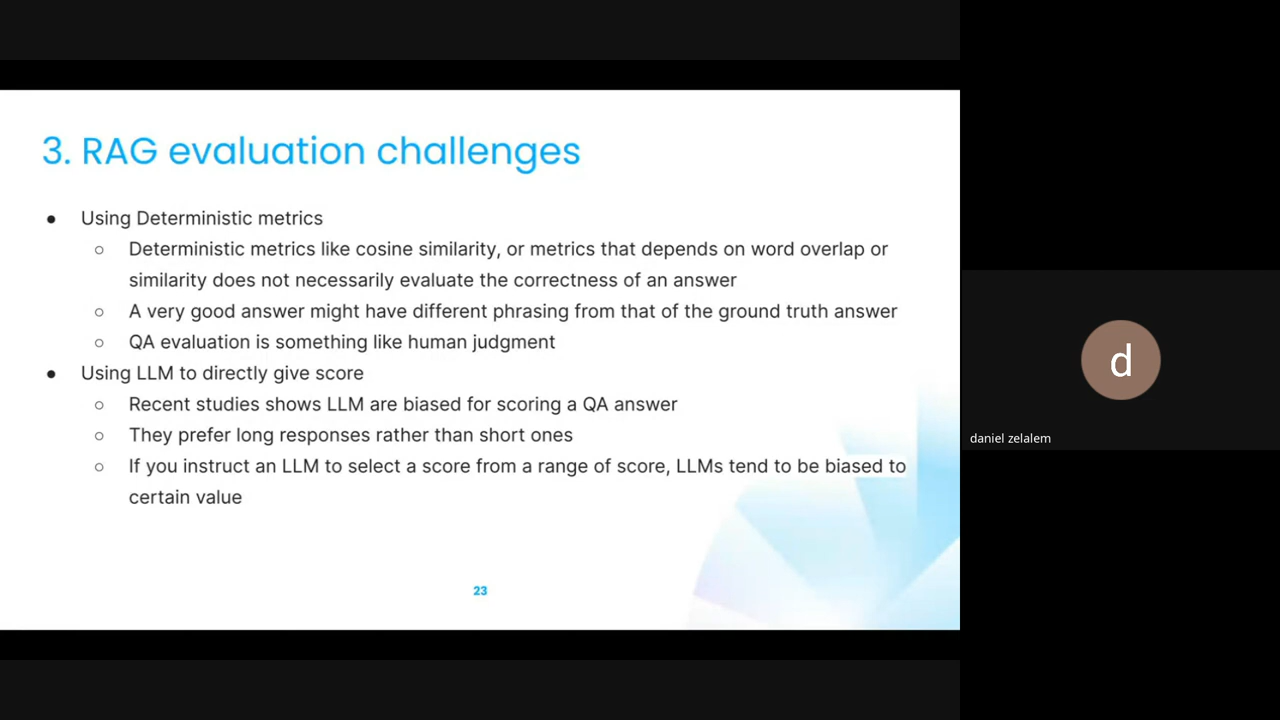 3. RAG evaluation challenges
● Using Deterministic metrics
○ Deterministic metrics like cosine similarity, or metrics that depends on word overlap or
similarity does not necessarily evaluate the correctness of an answer
○ A very good answer might have different phrasing from that of the ground truth answer
○ QA evaluation is something like human judgment
● Using LLM to directly give score
○ Recent studies shows LLM are biased for scoring a QA answer
○ They prefer long responses rather than short ones
○ If you instruct an LLM to select a score from a range of score, LLMs tend to be biased to
certain value
23
d
daniel zelalem